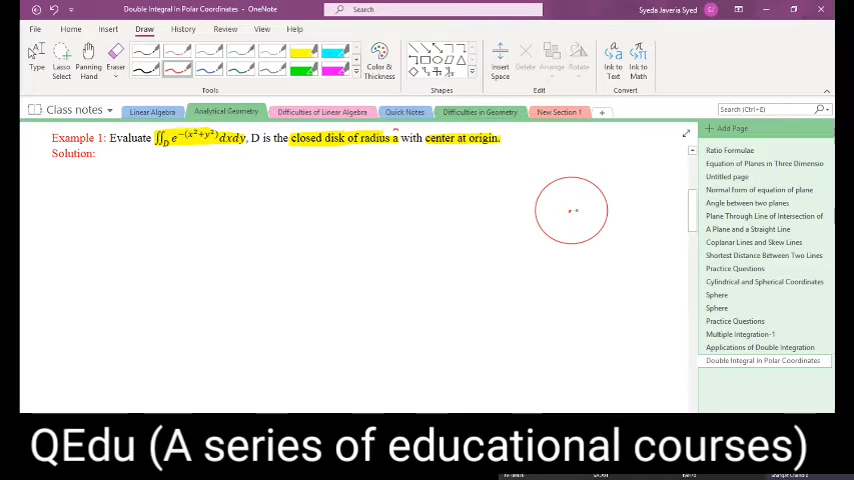 Double Integral In Polar Coordinates - OneNote
Search
Syeda Javeria Syed
SJ
File
Home
Insert
Draw
History
Review
View
Help
Type
Lasso Select
Panning Hand
Eraser
Color & Thickness
Insert Space
Delete
Arrange
Rotate
Ink to Text
Ink to Math
Tools
Shapes
Edit
Convert
Class notes
Linear Algebra
Analytical Geometry
Difficulties of Linear Algebra
Quick Notes
Difficulties in Geometry
New Section 1
Search (Ctrl+E)
Example 1: Evaluate ∬_D e^{-(x²+y²)}dxdy, D is the closed disk of radius a with center at origin.
Solution:
Add Page
Ratio Formulae
Equation of Planes in Three Dimensio
Untitled page
Normal form of equation of plane
Angle between two planes
Plane Through Line of Intersection of
A Plane and a Straight Line
Coplanar Lines and Skew Lines
Shortest Distance Between Two Lines
Practice Questions
Cylindrical and Spherical Coordinates
Sphere
Sphere
Practice Questions
Multiple Integration-1
Applications of Double Integration
Double Integral In Polar Coordinates
QEdu (A series of educational courses)